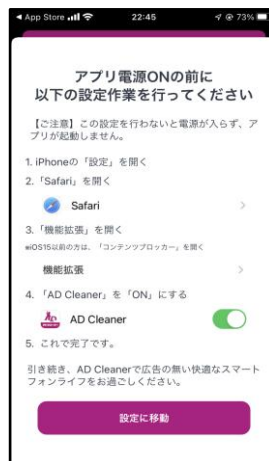 ◀ App Store 22:45 73%
アプリ電源ONの前に
以下の設定作業を行ってください
【ご注意】この設定を行わないと電源が入らず、ア
プリが起動しません。
1. iPhoneの「設定」を開く
2.「Safari」を開く
Safari
3.「機能拡張」を開く
※iOS15以前の方は、「コンテンツブロッカー」を開く
機能拡張
4. 「AD Cleaner」を「ON」にする
AD Cleaner
5. これで完了です。
引き続き、AD Cleanerで広告の無い快適なスマート
フォンライフをお過ごしください。
設定に移動